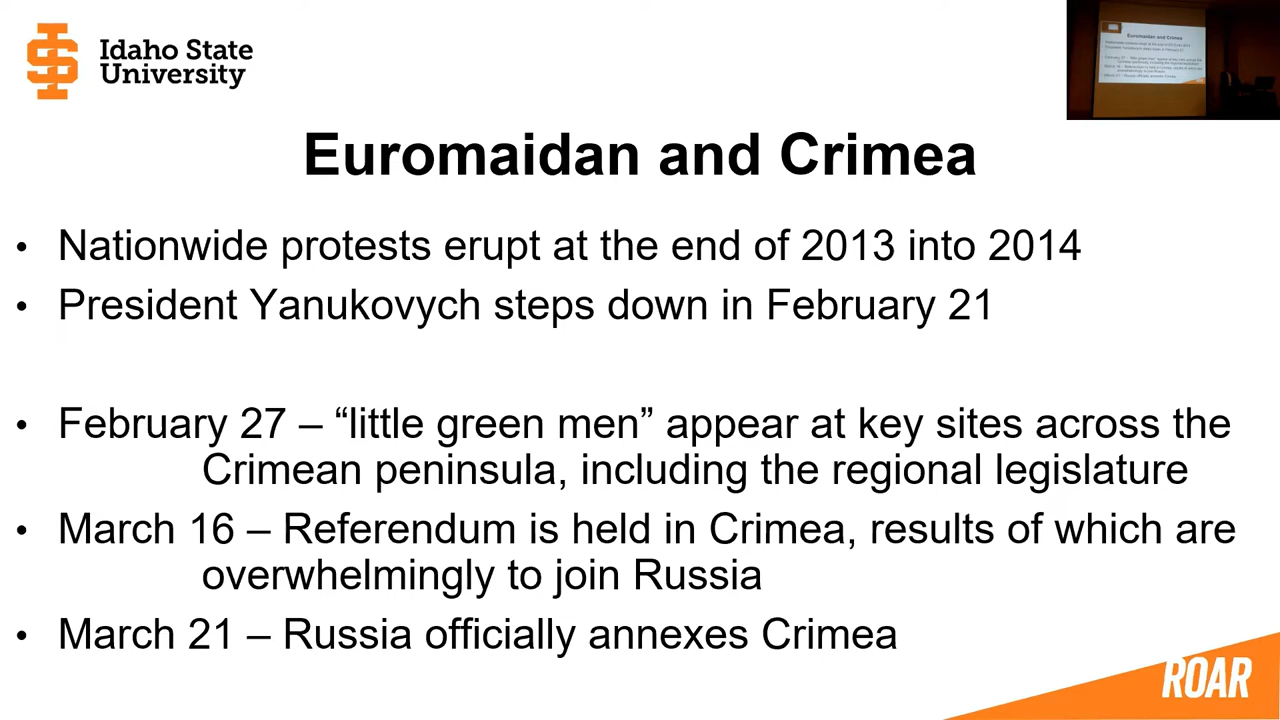 Idaho State
University
Euromaidan and Crimea
Euromaidan and Crimea
• Nationwide protests erupt at the end of 2013 into 2014
• President Yanukovych steps down in February 21
• February 27 – “little green men” appear at key sites across the
Crimean peninsula, including the regional legislature
• March 16 – Referendum is held in Crimea, results of which are
overwhelmingly to join Russia
• March 21 – Russia officially annexes Crimea
ROAR